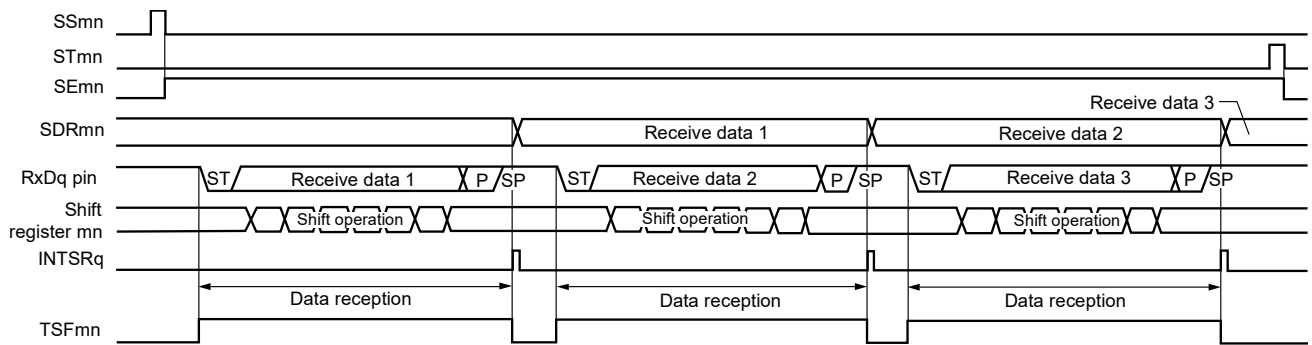 SSmn
STmn
SEmn
Receive data 3
SDRmn Receive data 1 Receive data 2
RxDq pin ST Receive data 1 P SP ST Receive data 2 P SP ST Receive data 3 P SP
Shift
register mn Shift operation Shift operation Shift operation
INTSRq
Data reception Data reception Data reception
TSFmn